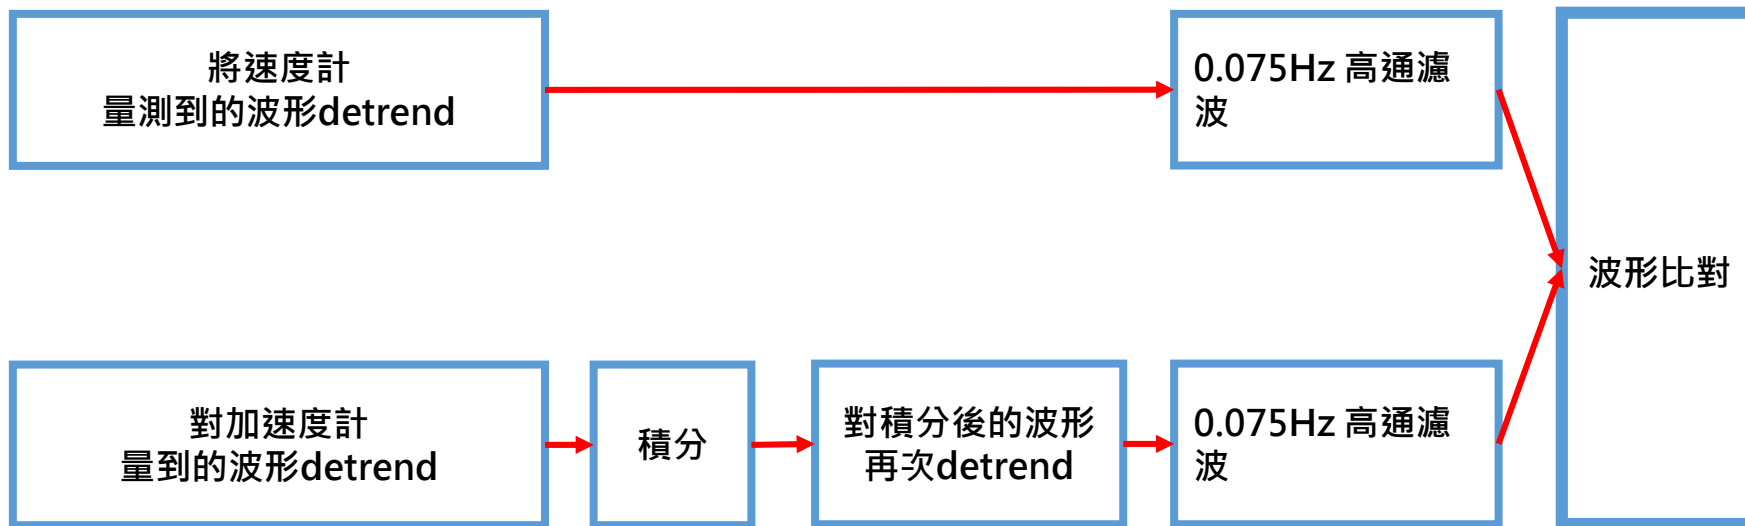 將速度計
量測到的波形detrend
0.075Hz 高通濾
波
波形比對
對加速度計
量到的波形detrend
積分
對積分後的波形
再次detrend
0.075Hz 高通濾
波